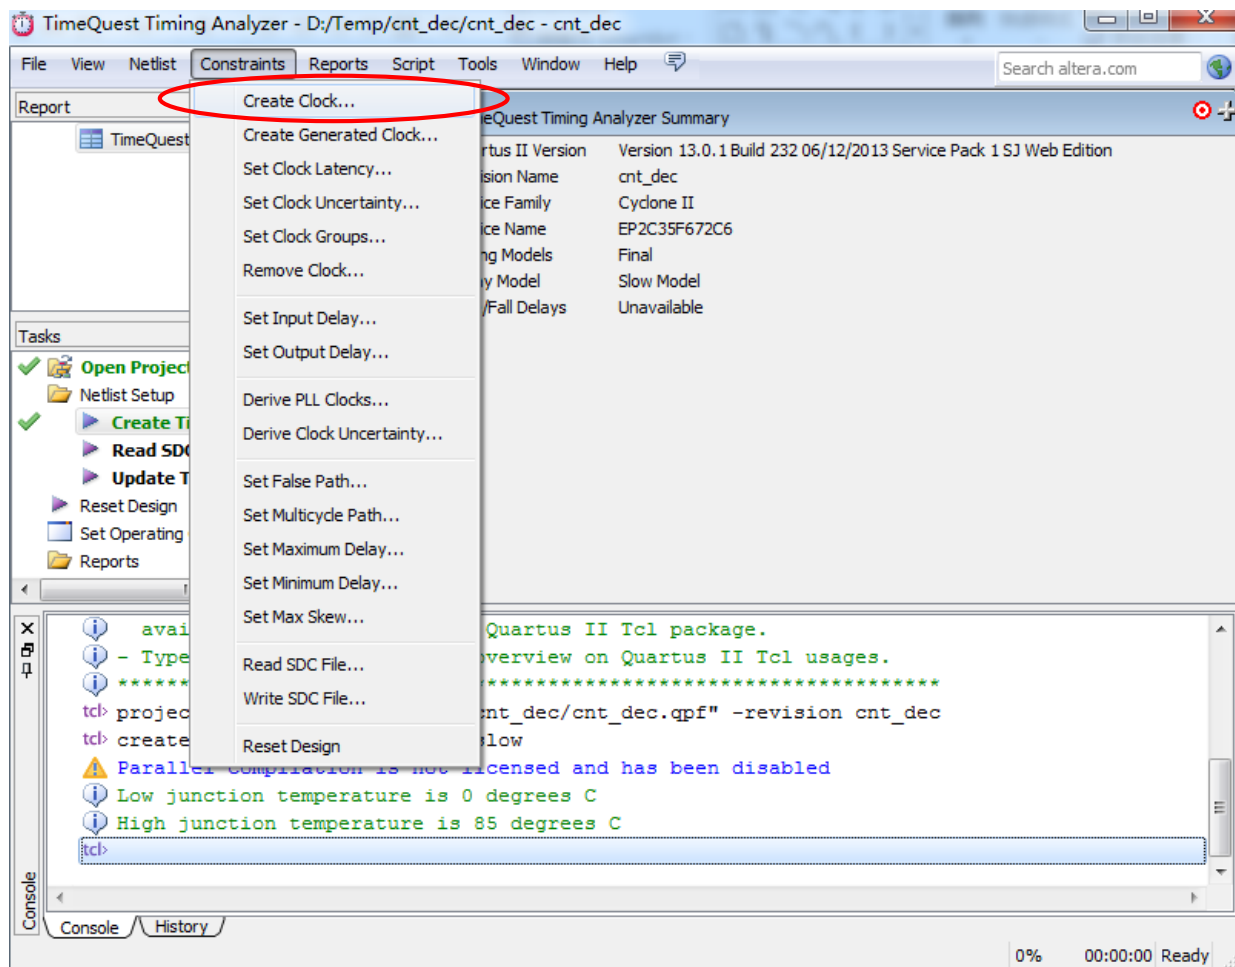 TimeQuest Timing Analyzer - D:/Temp/cnt_dec/cnt_dec - cnt_dec
File View Netlist Constraints Reports Script Tools Window Help
Search altera.com
Report
TimeQuest
Create Clock...
Create Generated Clock...
Set Clock Latency...
Set Clock Uncertainty...
Set Clock Groups...
Remove Clock...
Set Input Delay...
Set Output Delay...
Derive PLL Clocks...
Derive Clock Uncertainty...
Set False Path...
Set Multicycle Path...
Set Maximum Delay...
Set Minimum Delay...
Set Max Skew...
Read SDC File...
Write SDC File...
Reset Design
eQuest Timing Analyzer Summary
rtus II Version Version 13.0.1 Build 232 06/12/2013 Service Pack 1 SJ Web Edition
ision Name cnt_dec
ice Family Cyclone II
ice Name EP2C35F672C6
ng Models Final
ay Model Slow Model
/Fall Delays Unavailable
Tasks
Open Projec
Netlist Setup
Create Ti
Read SD
Update T
Reset Design
Set Operating
Reports
avai Quartus II Tcl package.
- Type overview on Quartus II Tcl usages.
****** **************************************
tcl> projec cnt_dec/cnt_dec.qpf" -revision cnt_dec
tcl> create slow
Parallel compilation is not licensed and has been disabled
Low junction temperature is 0 degrees C
High junction temperature is 85 degrees C
tcl>
Console
Console History
0% 00:00:00 Ready